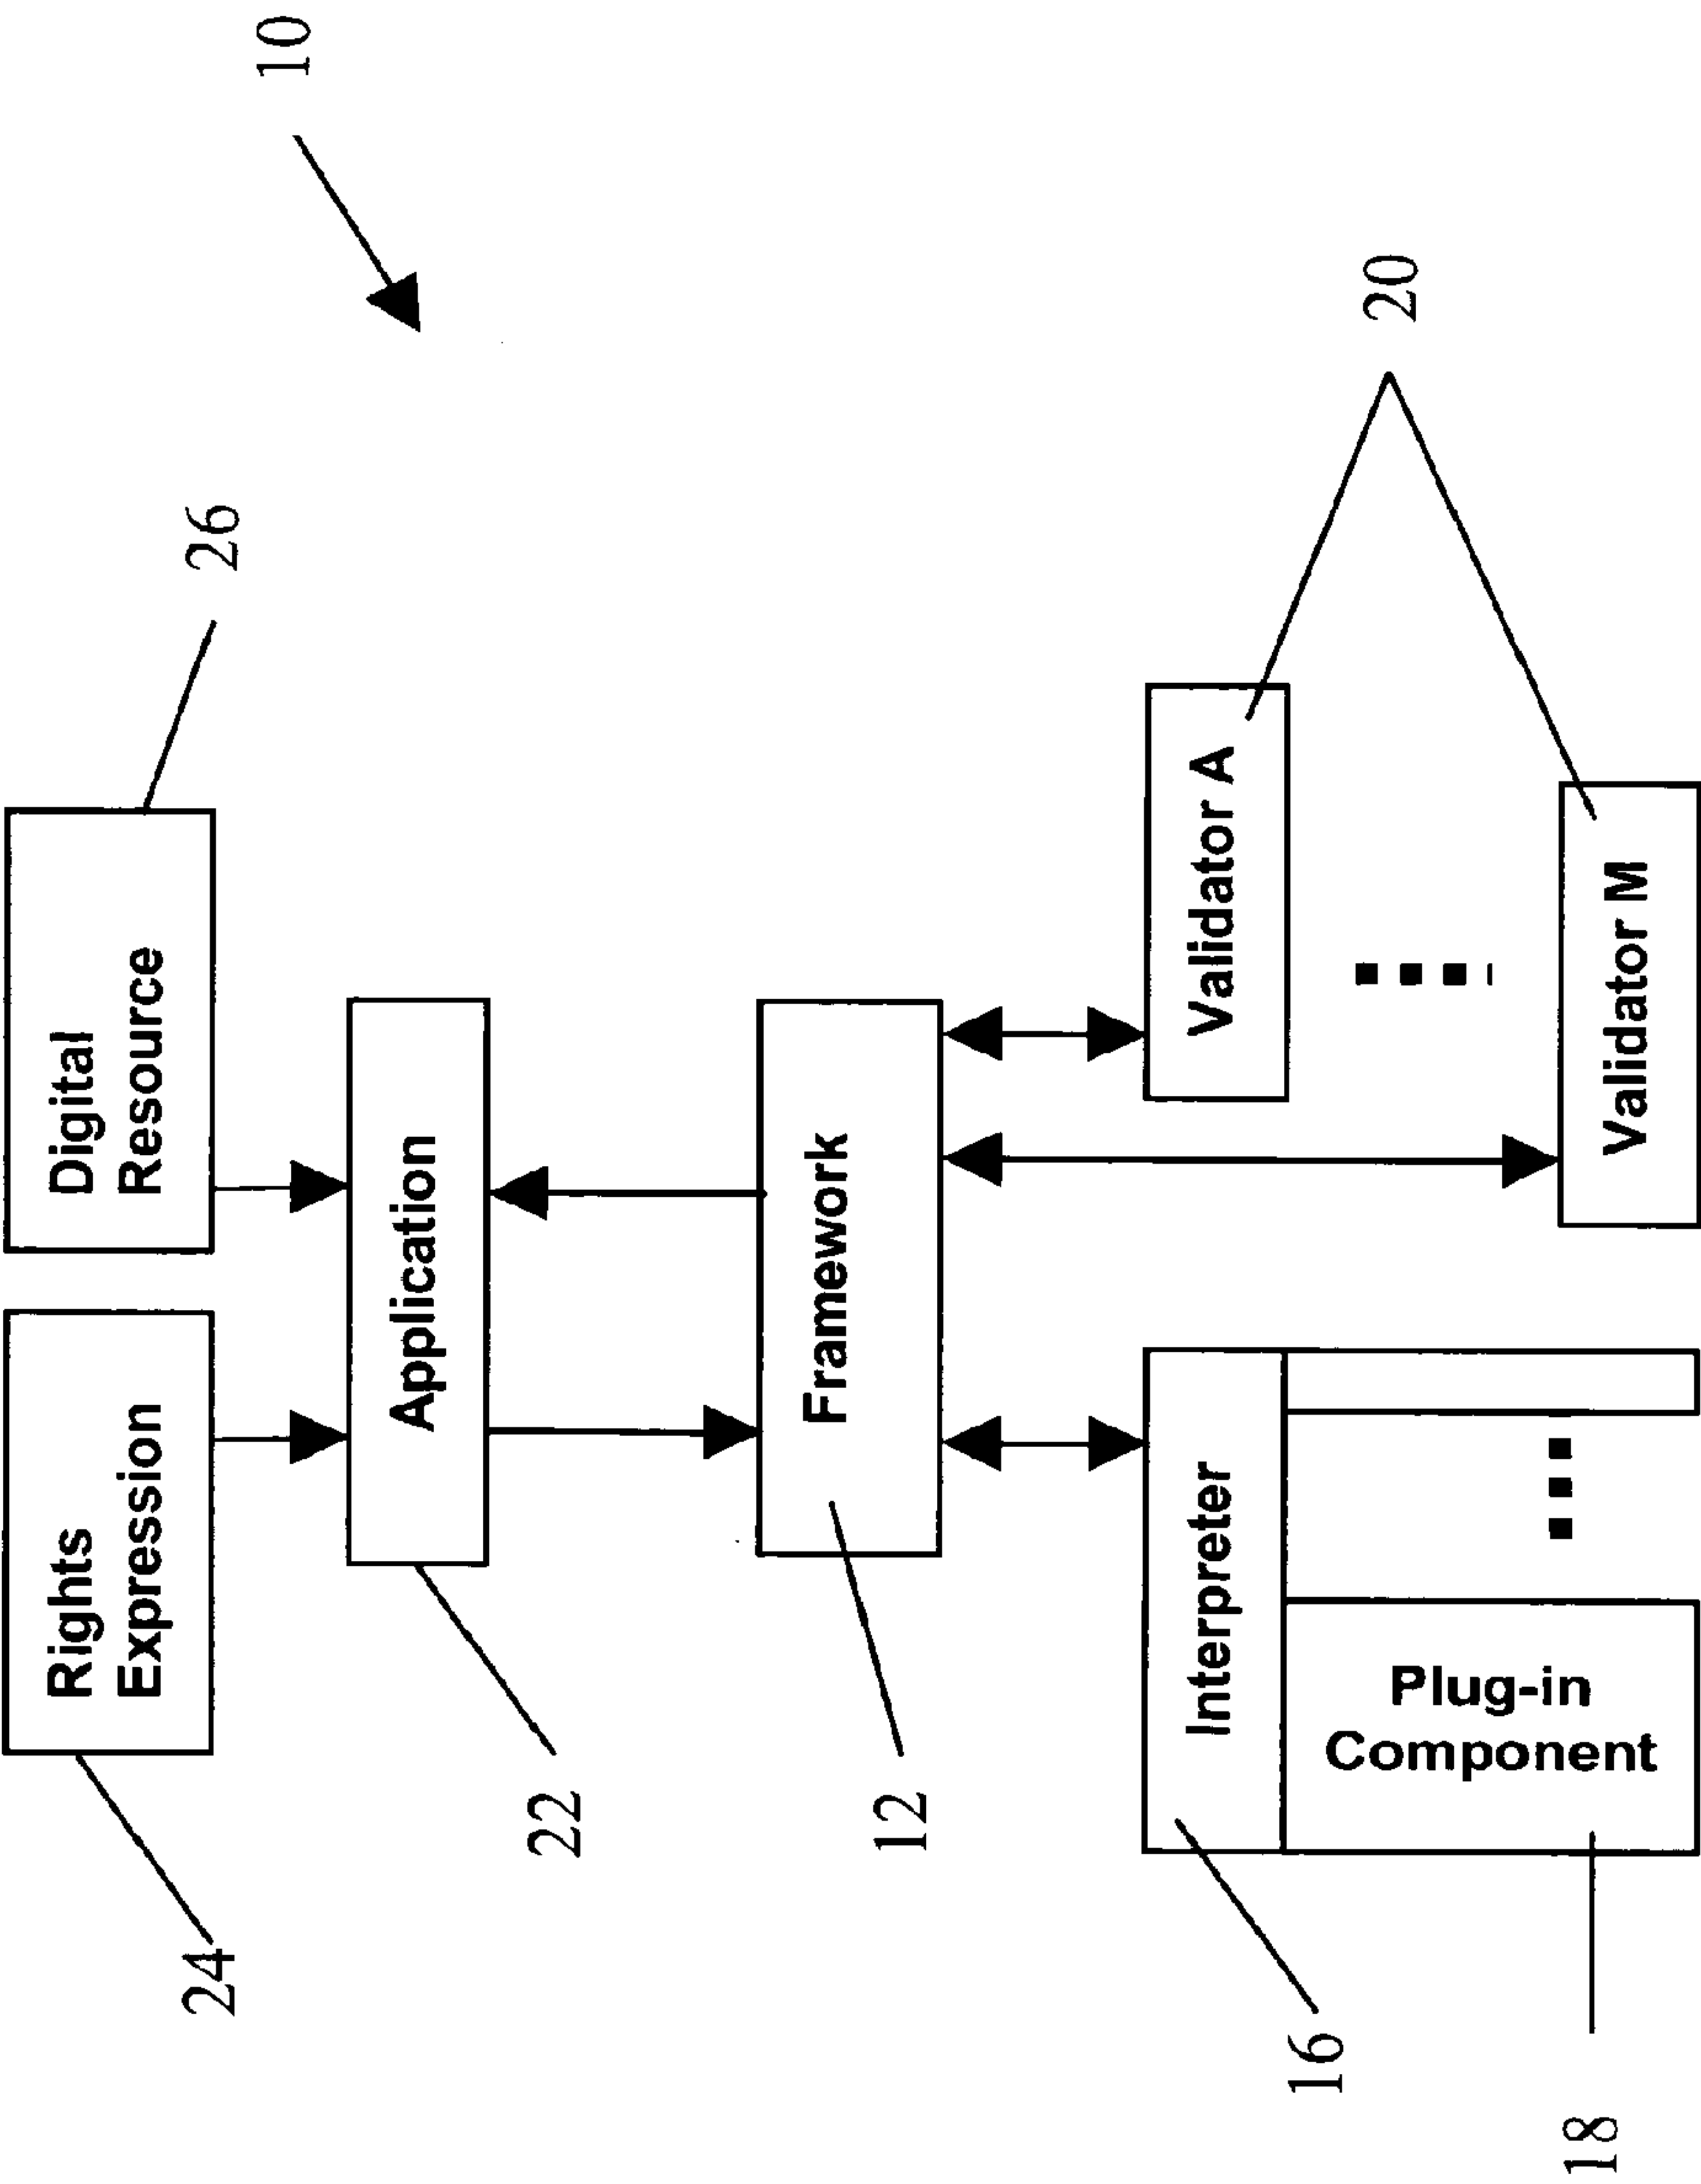 10
24
Rights
Expression
Digital
Resource
26
22
Application
12
Framework
16
Interpreter
Validator A
20
18
Plug-in
Component
Validator M